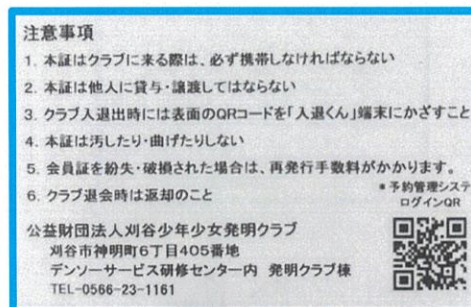 注意事項
1. 本証はクラブに来る際は、必ず携帯しなければならない
2. 本証は他人に貸与・譲渡してはならない
3. クラブ入退出時には表面のQRコードを「入退くん」端末にかざすこと
4. 本証は汚したり・曲げたりしない
5. 会員証を紛失・破損された場合は、再発行手数料がかかります。
6. クラブ退会時は返却のこと
*予約管理システ
ログインQR
公益財団法人刈谷少年少女発明クラブ
刈谷市神明町6丁目405番地
デンソーサービス研修センター内 発明クラブ棟
TEL-0566-23-1161